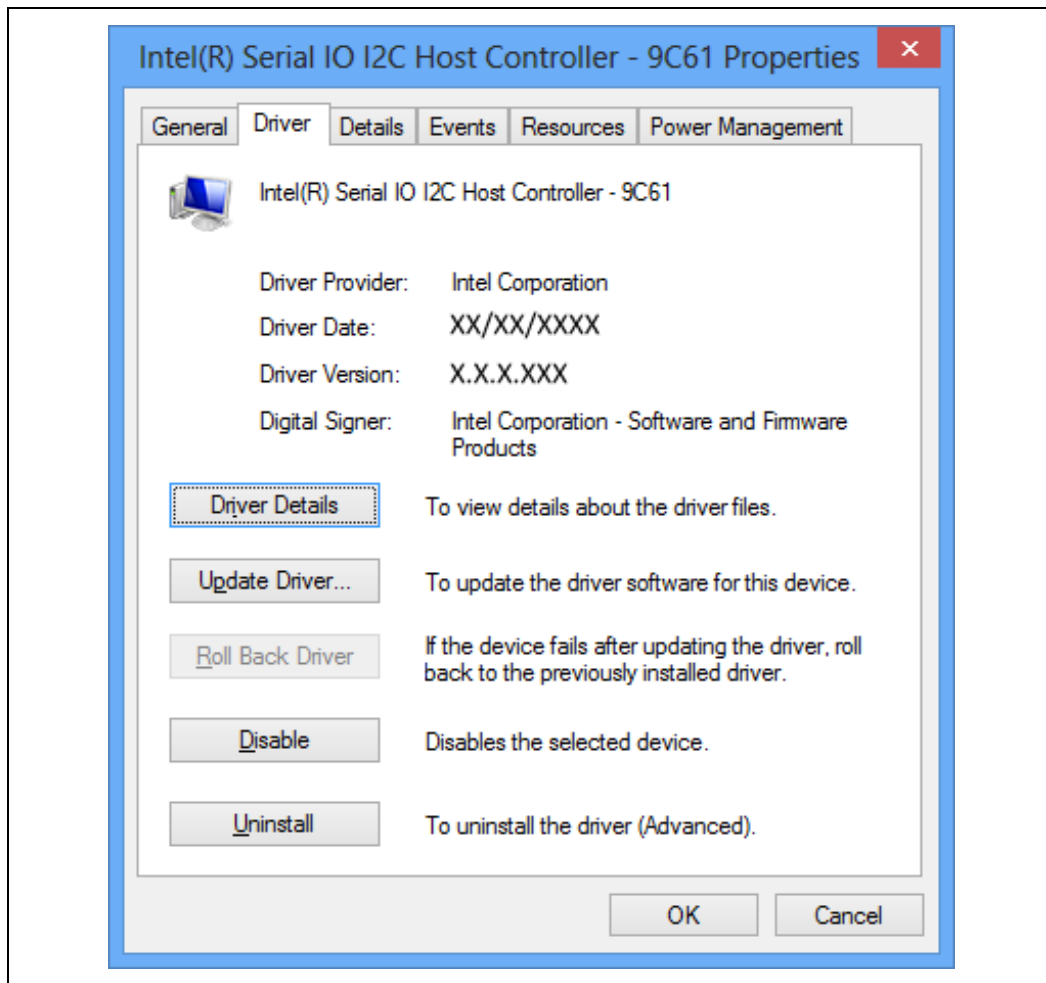 Intel(R) Serial IO I2C Host Controller - 9C61 Properties
General Driver Details Events Resources Power Management
Intel(R) Serial IO I2C Host Controller - 9C61
Driver Provider: Intel Corporation
Driver Date: XX/XX/XXXX
Driver Version: X.X.X.XXX
Digital Signer: Intel Corporation - Software and Firmware
Products
Driver Details To view details about the driver files.
Update Driver... To update the driver software for this device.
Roll Back Driver If the device fails after updating the driver, roll
back to the previously installed driver.
Disable Disables the selected device.
Uninstall To uninstall the driver (Advanced).
OK Cancel